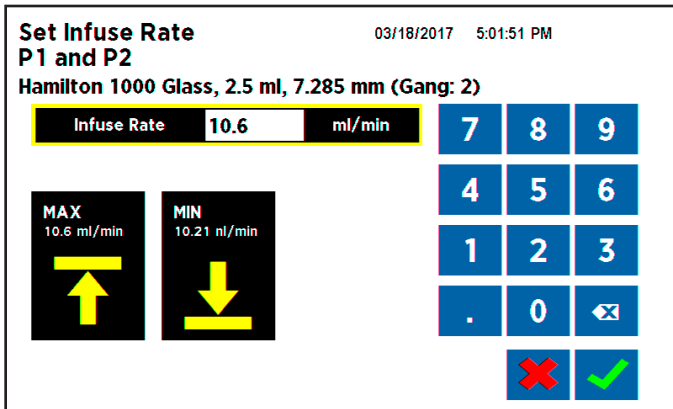 Set Infuse Rate
03/18/2017 5:01:51 PM
P1 and P2
Hamilton 1000 Glass, 2.5 ml, 7.285 mm (Gang: 2)
Infuse Rate 10.6 ml/min
7 8 9
4 5 6
MAX
10.6 ml/min
MIN
10.21 nl/min
1 2 3
. 0